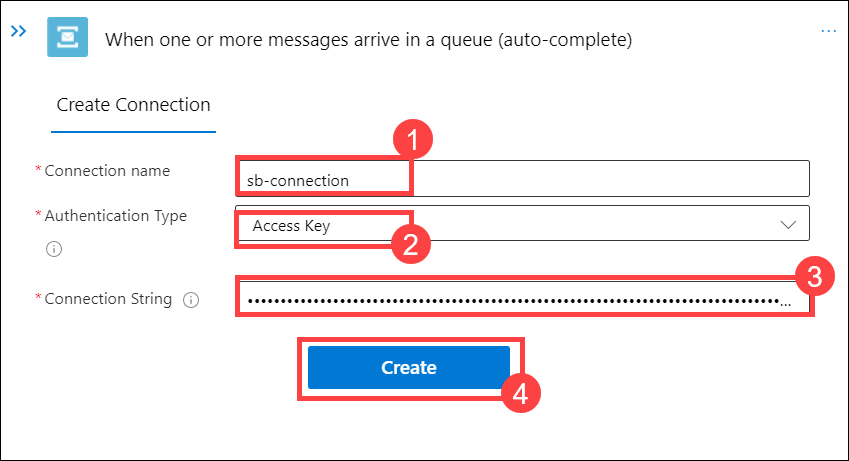 When one or more messages arrive in a queue (auto-complete)
Create Connection
1
* Connection name
sb-connection
* Authentication Type
Access Key
2
3
* Connection String
••••••••••••••••••••••••••••••••••••••••••••••••••••••••••••••••••••••••••••••••...
Create
4